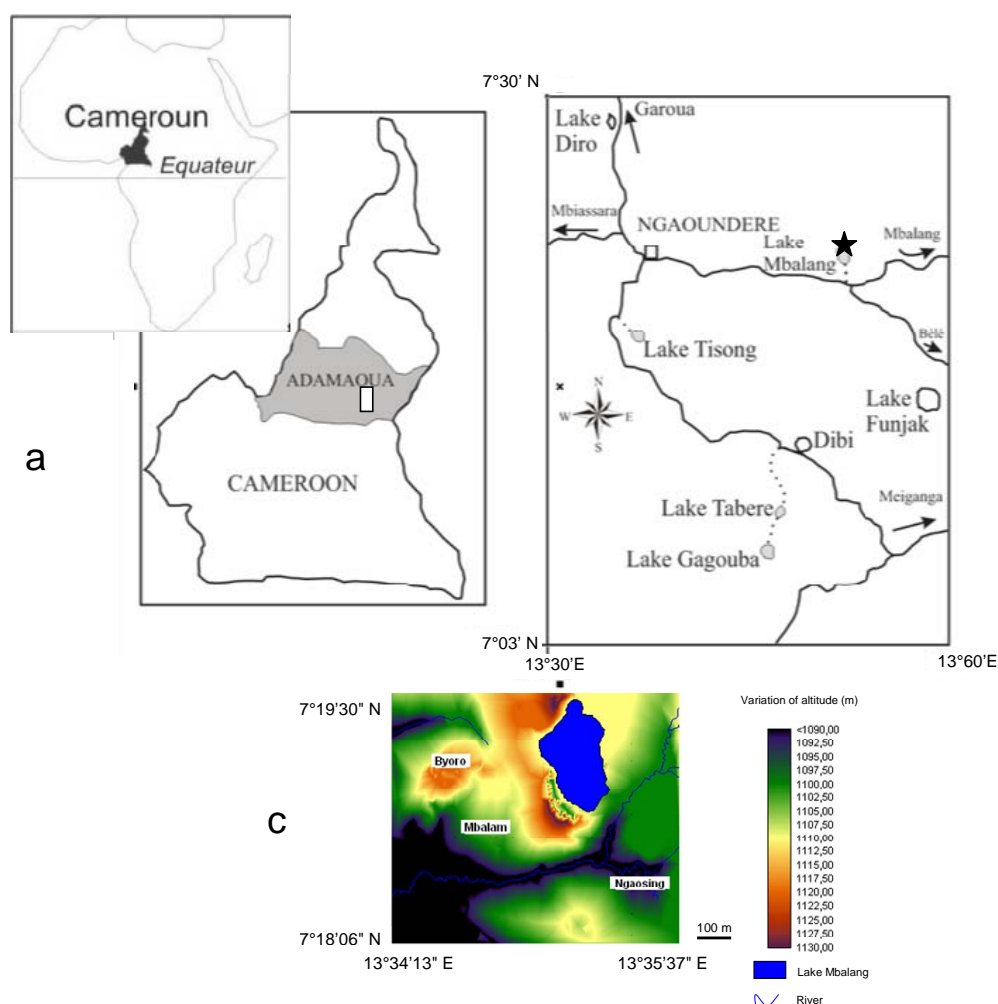 Cameroun
Equateur
ADAMAQUA
CAMEROON
a
7°30' N
Lake
Diro
Garoua
Mbiassara
NGAOUNDERE
Lake
Mbalang
Mbalang
Bélé
Lake Tisong
N
W
E
S
Lake
Funjak
Dibi
Lake Tabere
Meiganga
Lake Gagouba
7°03' N
13°30'E
13°60'E
7°19'30" N
Byoro
Mbalam
Ngaosing
c
7°18'06" N
13°34'13" E
13°35'37" E
100 m
Variation of altitude (m)
<1090,00
1092,50
1095,00
1097,50
1100,00
1102,50
1105,00
1107,50
1110,00
1112,50
1115,00
1117,50
1120,00
1122,50
1125,00
1127,50
1130,00
Lake Mbalang
River